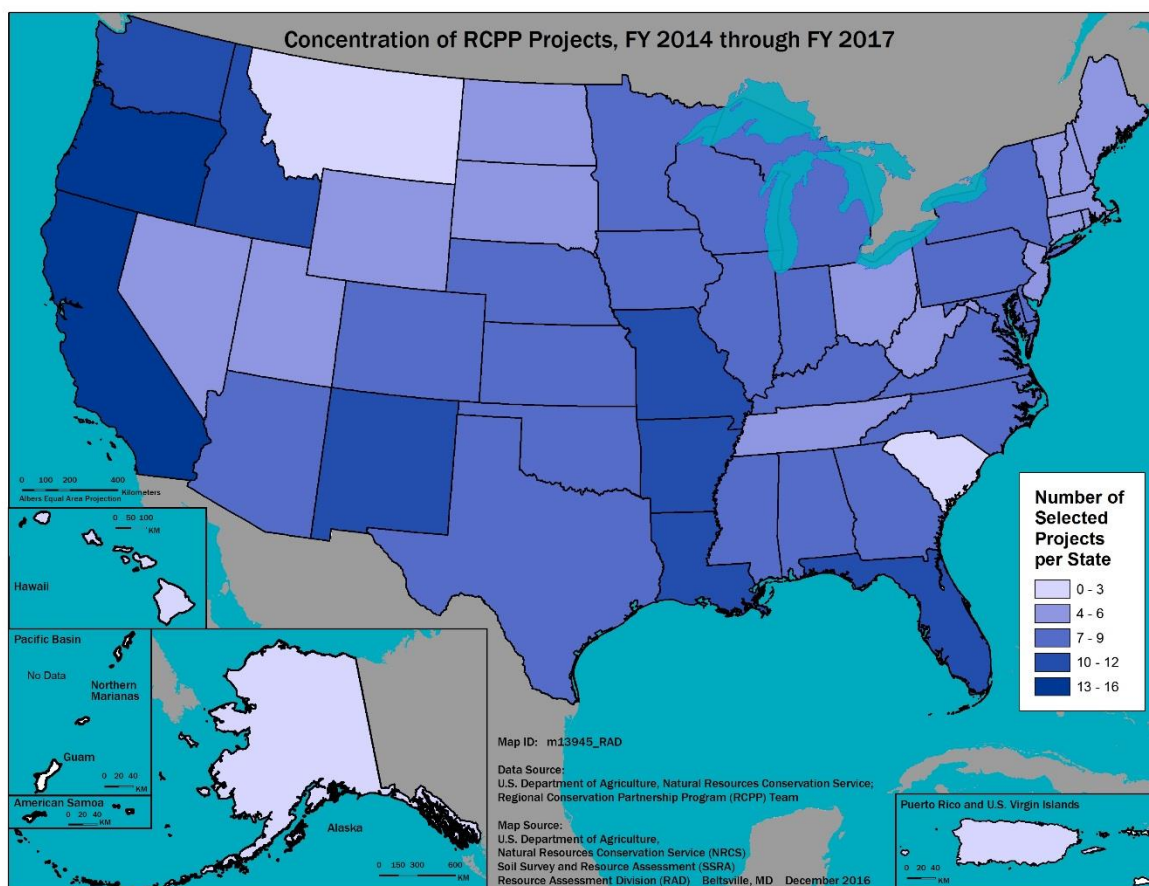 Concentration of RCPP Projects, FY 2014 through FY 2017
0 100 200 400
Kilometers
Albers Equal Area Projection
0 50 100
KM
Hawaii
Pacific Basin
No Data
Northern
Marianas
Guam
0 20 40
KM
American Samoa
0 20 40
KM
Alaska
0 150 300 600
KM
Map ID: m13945_RAD
Data Source:
U.S. Department of Agriculture, Natural Resources Conservation Service;
Regional Conservation Partnership Program (RCPP) Team
Map Source:
U.S. Department of Agriculture,
Natural Resources Conservation Service (NRCS)
Soil Survey and Resource Assessment (SSRA)
Resource Assessment Division (RAD) Beltsville, MD December 2016
Number of
Selected
Projects
per State
0 - 3
4 - 6
7 - 9
10 - 12
13 - 16
Puerto Rico and U.S. Virgin Islands
0 20 40
KM